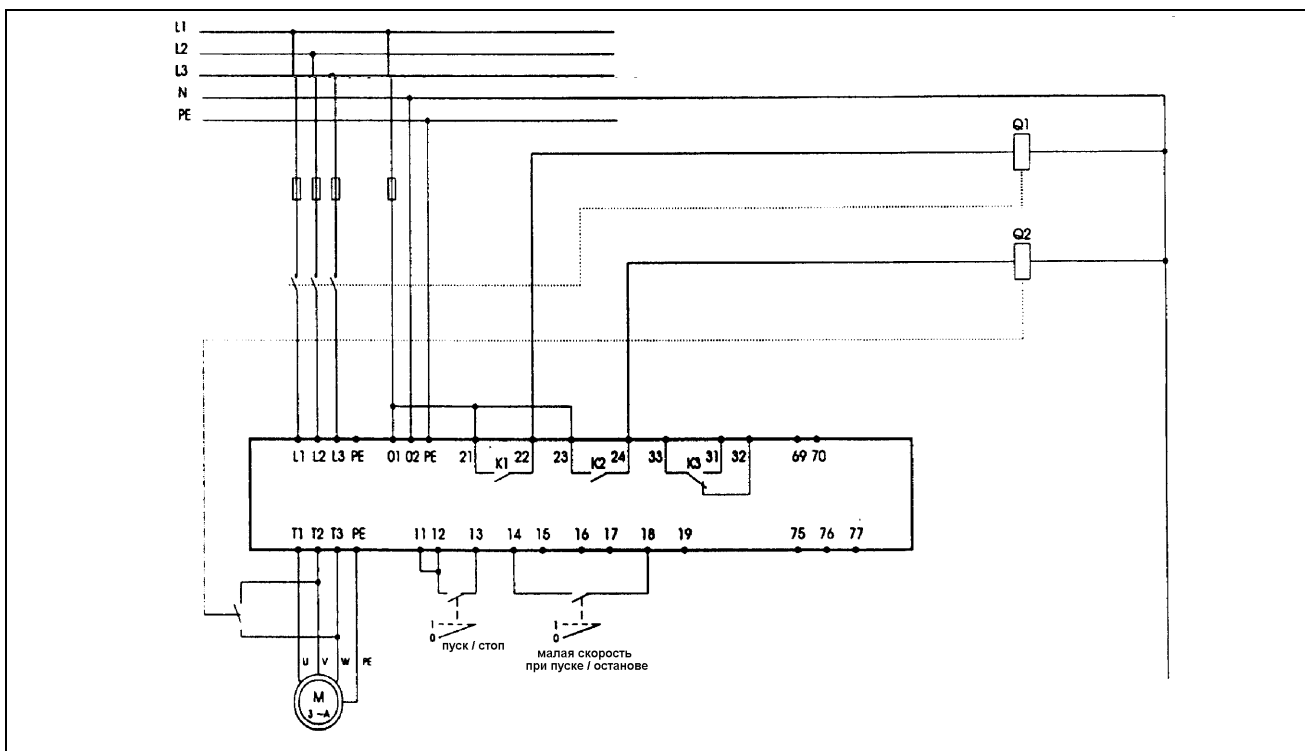 L1
L2
L3
N
PE
Q1
Q2
L1 L2 L3 PE 01 02 PE 21 22 23 24 33 31 32 69 70
K1 K2 K3
T1 T2 T3 PE 11 12 13 14 15 16 17 18 19 75 76 77
1
0
пуск / стоп
1
0
малая скорость
при пуске / останове
U V W PE
M
3 ~A